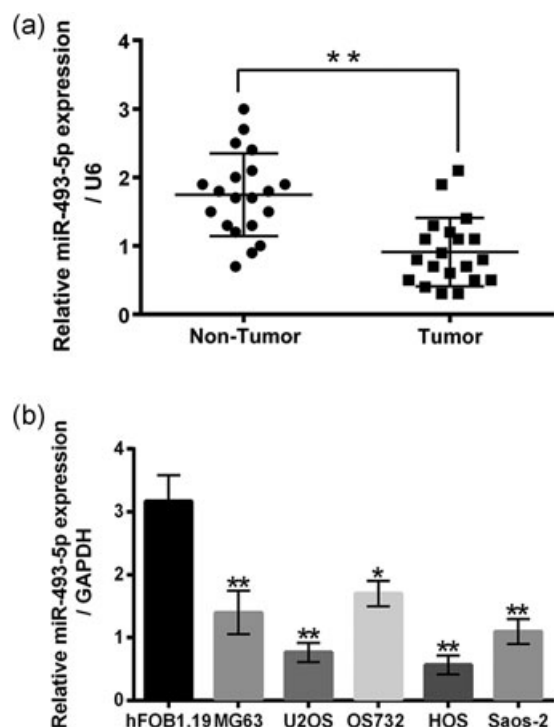 (a)
Relative miR-493-5p expression
/ U6
4
3
2
1
0
**
Non-Tumor
Tumor
(b)
Relative miR-493-5p expression
/ GAPDH
4
3
2
1
0
**
**
*
**
**
hFOB1.19 MG63 U2OS OS732 HOS Saos-2